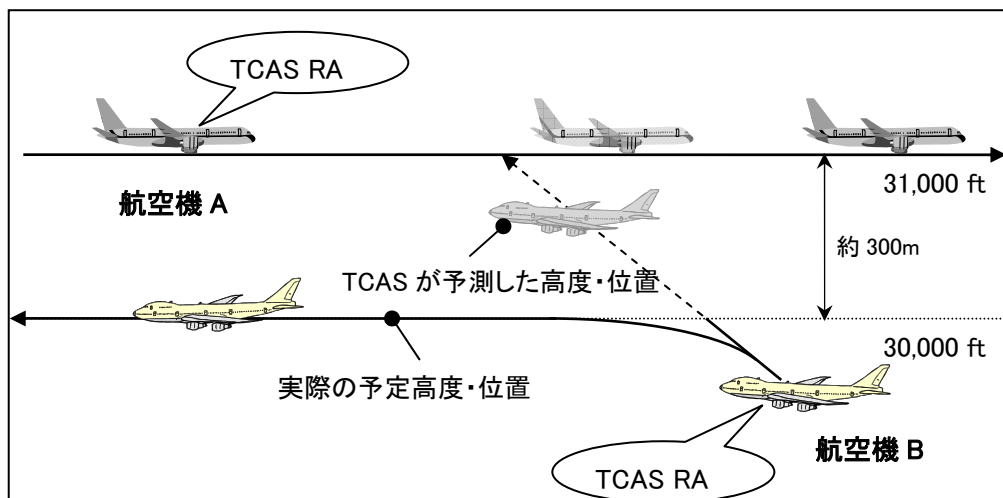 TCAS RA
航空機 A
31,000 ft
約 300m
TCAS が予測した高度・位置
30,000 ft
実際の予定高度・位置
航空機 B
TCAS RA